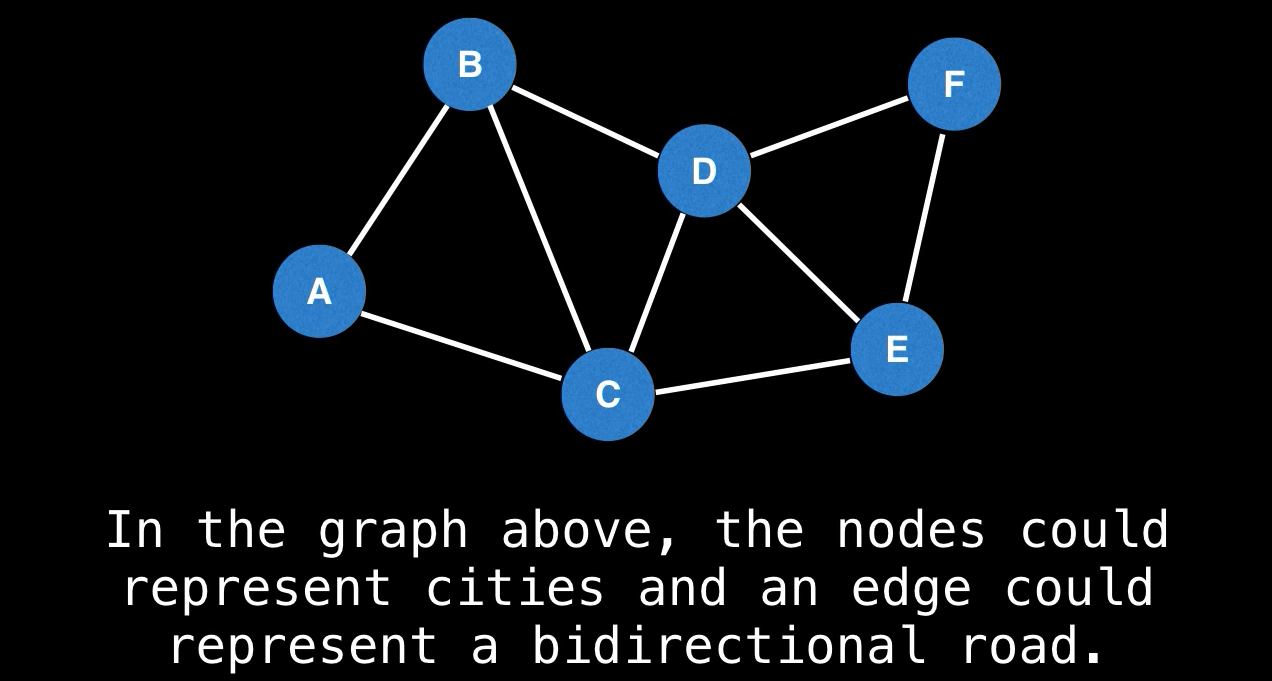 B
F
D
A
E
C
In the graph above, the nodes could
represent cities and an edge could
represent a bidirectional road.